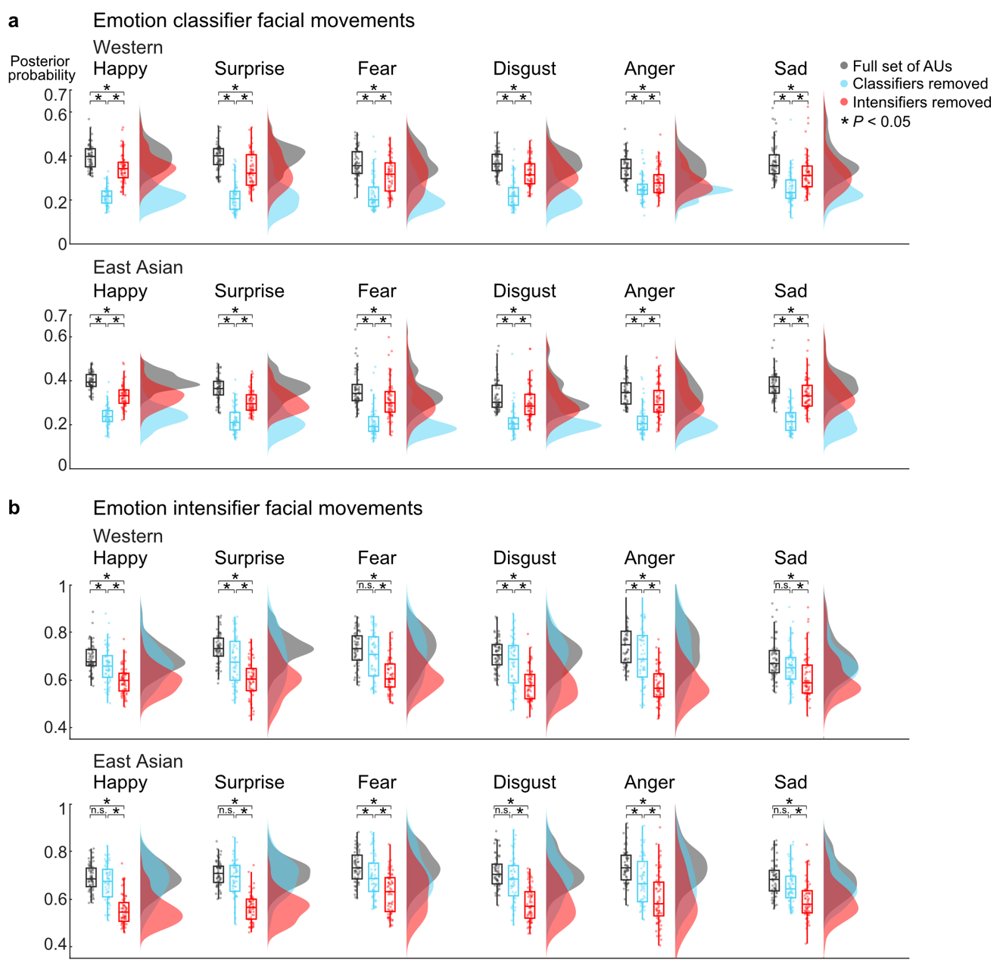 a Emotion classifier facial movements
Western
Posterior probability
Happy Surprise Fear Disgust Anger Sad
Full set of AUs
Classifiers removed
Intensifiers removed
* P < 0.05
* * * * * *
* * * * * * * * * * * *
0.7
0.6
0.4
0.2
0
East Asian
Happy Surprise Fear Disgust Anger Sad
* * * * * *
* * * * * * * * * * * *
0.7
0.6
0.4
0.2
0
b Emotion intensifier facial movements
Western
Happy Surprise Fear Disgust Anger Sad
* * * * * *
* * * * n.s. * * * * * n.s. *
1
0.8
0.6
0.4
East Asian
Happy Surprise Fear Disgust Anger Sad
* * * * * *
n.s. * n.s. * * * n.s. * * * n.s. *
1
0.8
0.6
0.4